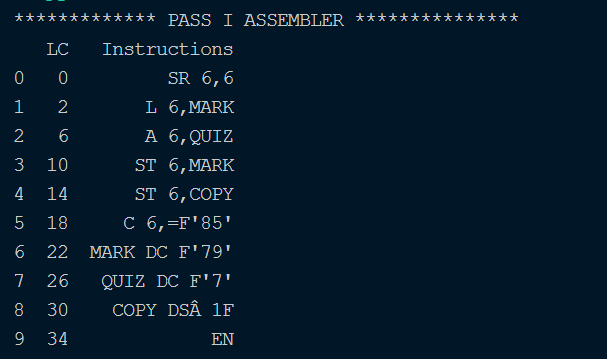 ************* PASS I ASSEMBLER ***************
LC Instructions
0 0 SR 6,6
1 2 L 6,MARK
2 6 A 6,QUIZ
3 10 ST 6,MARK
4 14 ST 6,COPY
5 18 C 6,=F'85'
6 22 MARK DC F'79'
7 26 QUIZ DC F'7'
8 30 COPY DSÂ 1F
9 34 EN